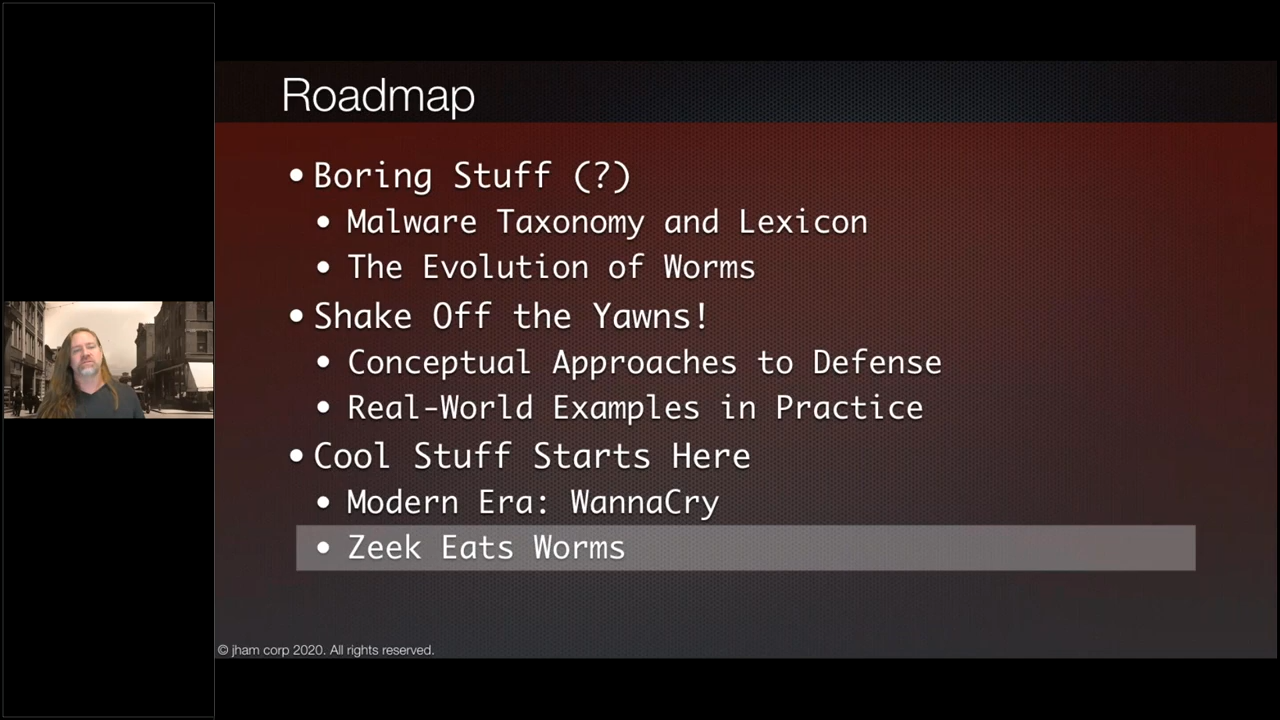 Roadmap
• Boring Stuff (?)
• Malware Taxonomy and Lexicon
• The Evolution of Worms
• Shake Off the Yawns!
• Conceptual Approaches to Defense
• Real-World Examples in Practice
• Cool Stuff Starts Here
• Modern Era: WannaCry
• Zeek Eats Worms
© jham corp 2020. All rights reserved.